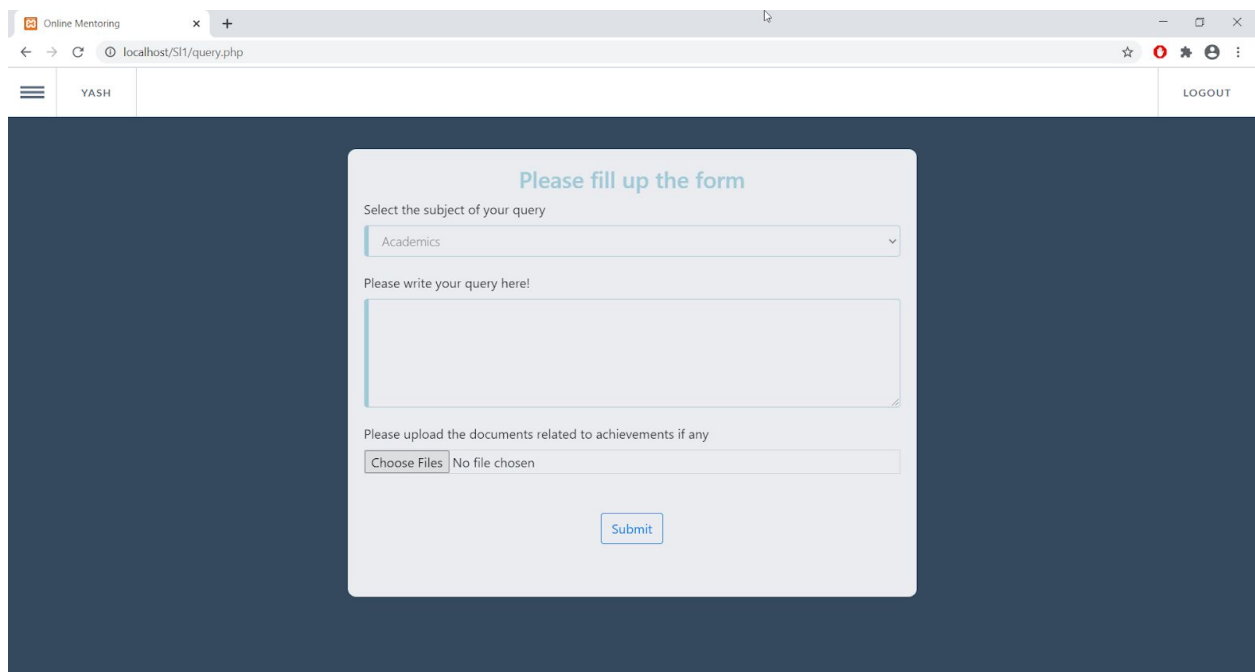 Online Mentoring
localhost/Sl1/query.php
YASH
LOGOUT
Please fill up the form
Select the subject of your query
Academics
Please write your query here!
Please upload the documents related to achievements if any
Choose Files No file chosen
Submit